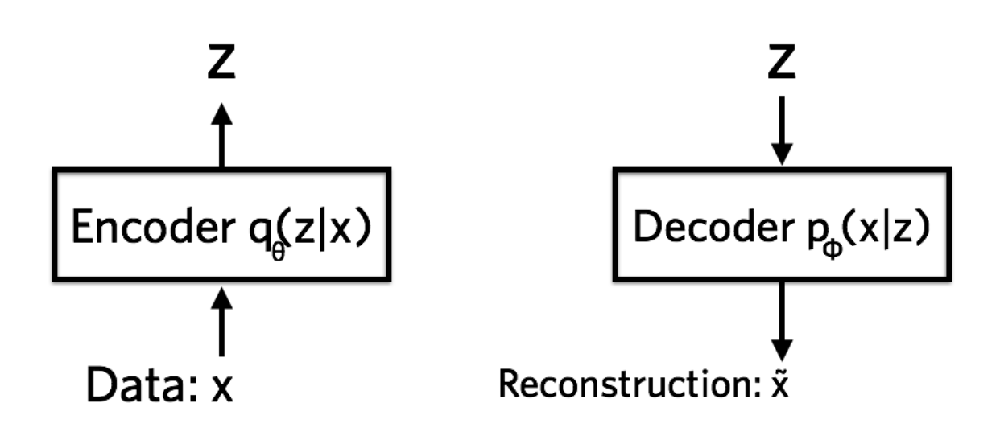 z
Encoder qθ(z|x)
Data: x
z
Decoder pϕ(x|z)
Reconstruction: x̃